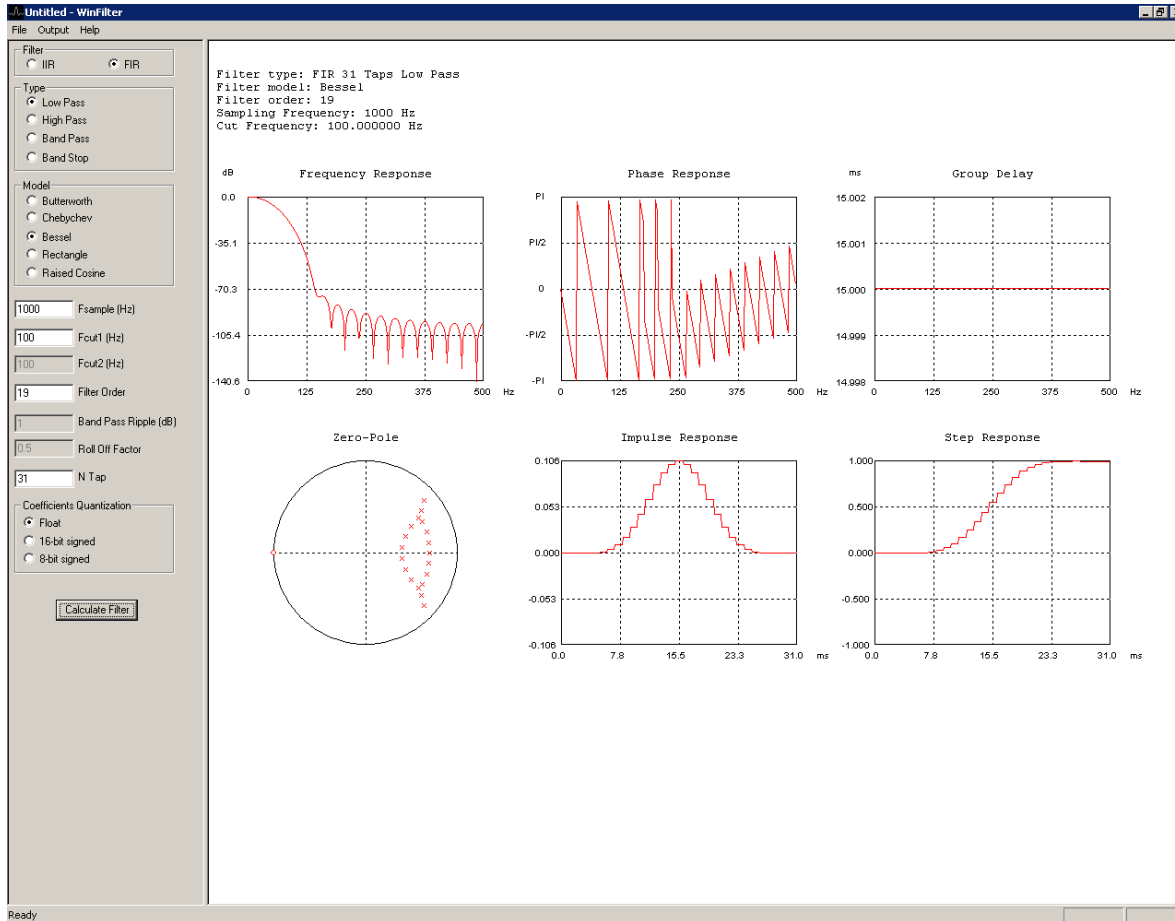 Untitled - WinFilter
File Output Help
Filter
IIR FIR
Type
Low Pass
High Pass
Band Pass
Band Stop
Model
Butterworth
Chebychev
Bessel
Rectangle
Raised Cosine
1000 Fsample (Hz)
100 Fcut1 (Hz)
100 Fcut2 (Hz)
19 Filter Order
1 Band Pass Ripple (dB)
0.5 Roll Off Factor
31 N Tap
Coefficients Quantization
Float
16-bit signed
8-bit signed
Calculate Filter
Filter type: FIR 31 Taps Low Pass
Filter model: Bessel
Filter order: 19
Sampling Frequency: 1000 Hz
Cut Frequency: 100.000000 Hz
dB Frequency Response
0.0
-35.1
-70.3
-105.4
-140.6
0 125 250 375 500 Hz
Phase Response
PI
PI/2
0
-PI/2
-PI
0 125 250 375 500 Hz
ms Group Delay
15.002
15.001
15.000
14.999
14.998
0 125 250 375 500 Hz
Zero-Pole
Impulse Response
0.106
0.053
0.000
-0.053
-0.106
0.0 7.8 15.5 23.3 31.0 ms
Step Response
1.000
0.500
0.000
-0.500
-1.000
0.0 7.8 15.5 23.3 31.0 ms
Ready